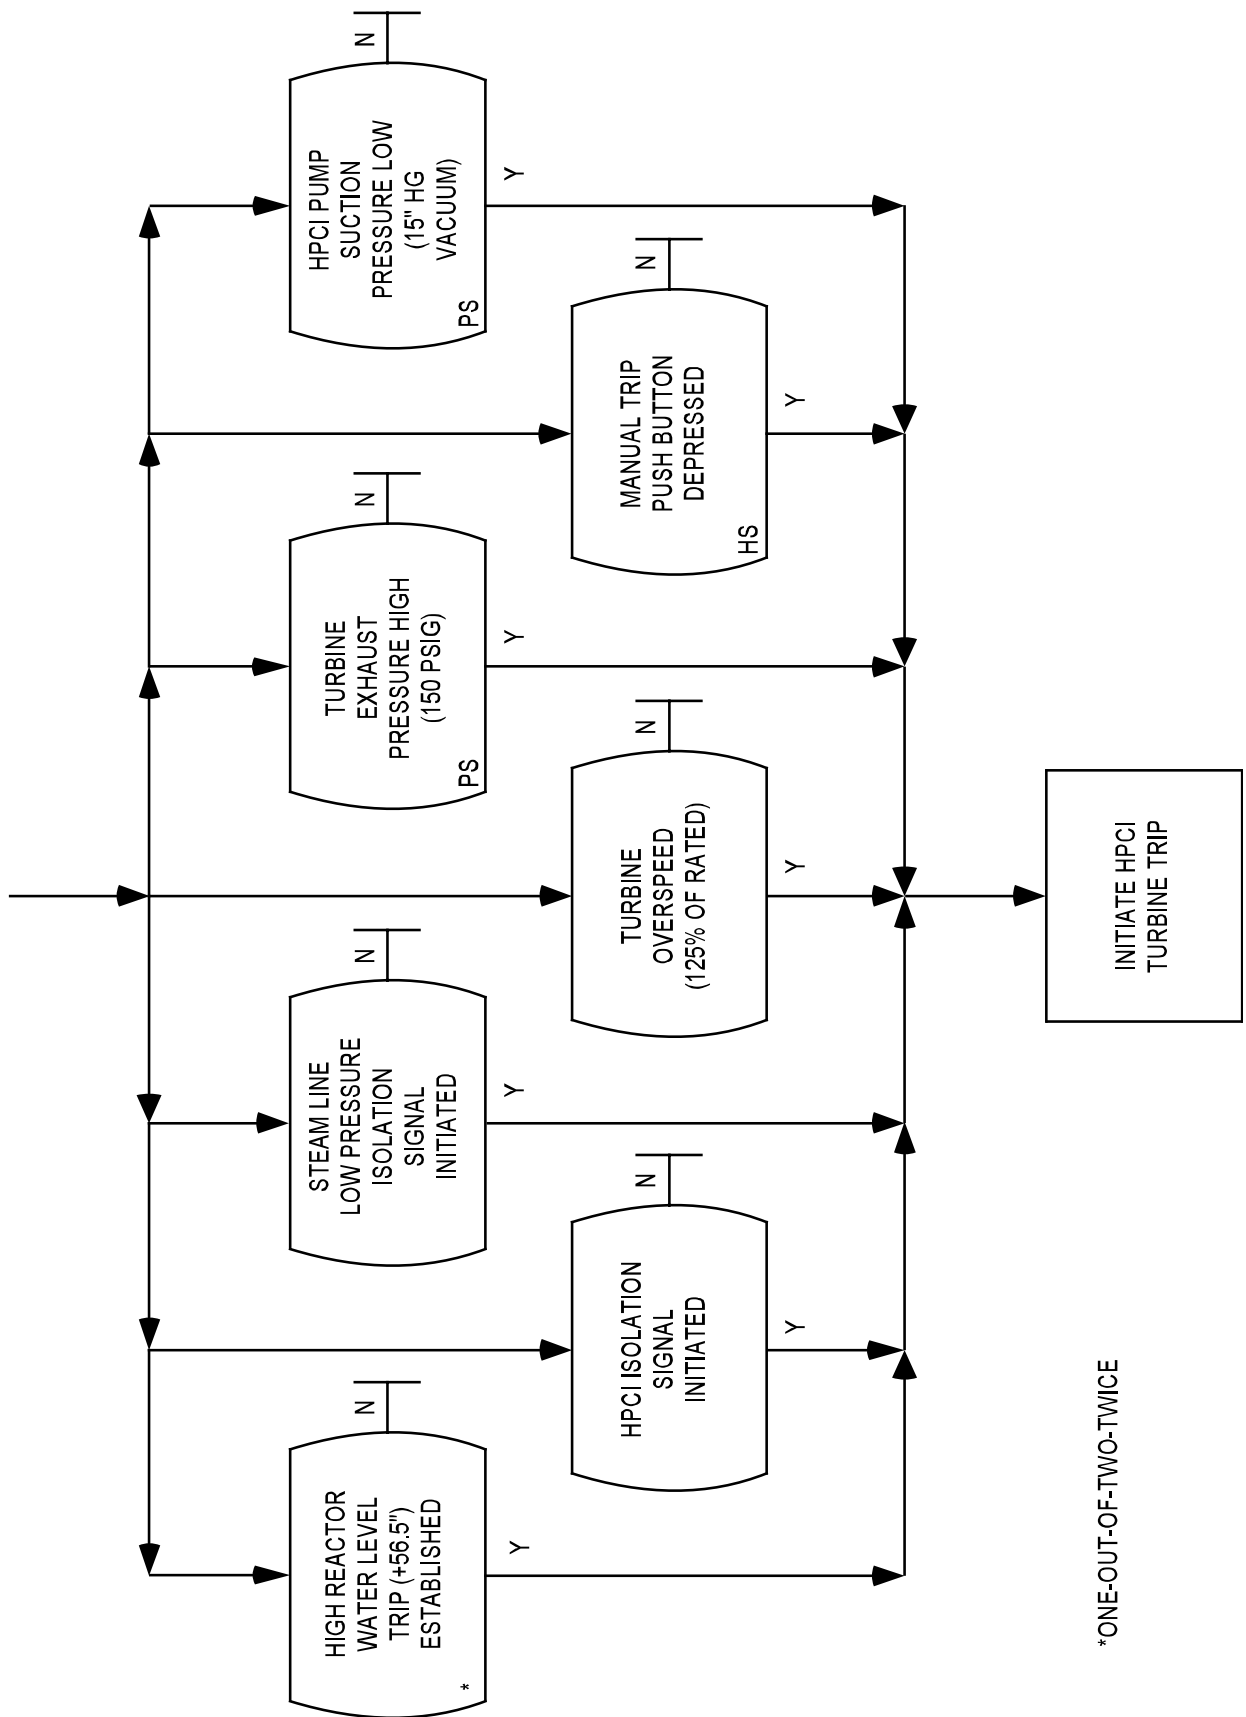 N
HPCI PUMP
SUCTION
PRESSURE LOW
(15" HG
VACUUM)
PS
Y
N
MANUAL TRIP
PUSH BUTTON
DEPRESSED
HS
Y
N
TURBINE
EXHAUST
PRESSURE HIGH
(150 PSIG)
PS
Y
N
TURBINE
OVERSPEED
(125% OF RATED)
Y
N
STEAM LINE
LOW PRESSURE
ISOLATION
SIGNAL
INITIATED
Y
N
HPCI ISOLATION
SIGNAL
INITIATED
Y
N
HIGH REACTOR
WATER LEVEL
TRIP (+56.5")
ESTABLISHED
*
Y
INITIATE HPCI
TURBINE TRIP
*ONE-OUT-OF-TWO-TWICE